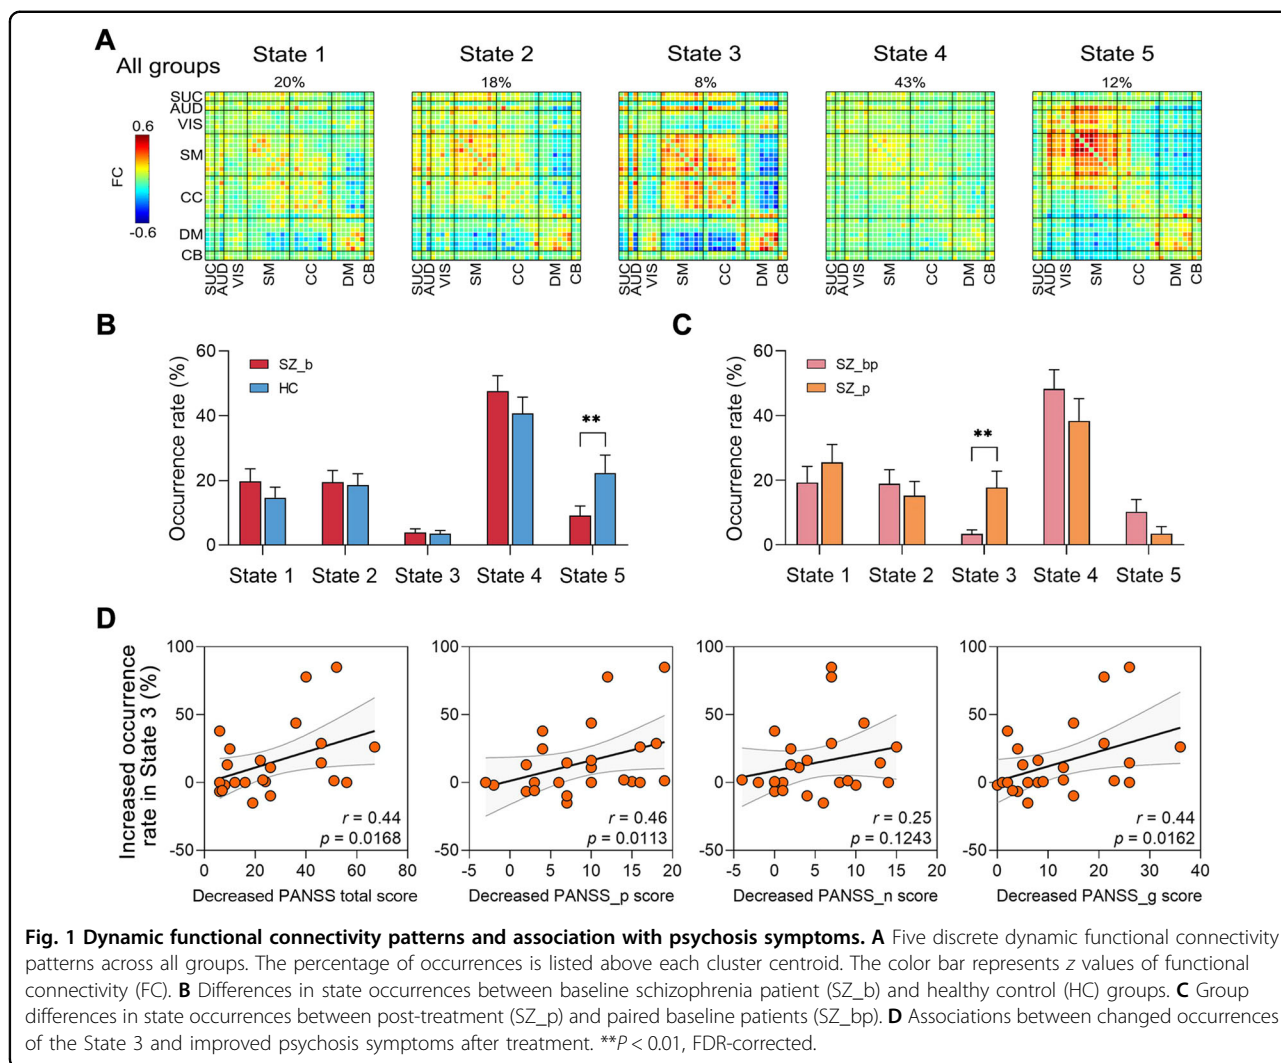 A
All groups
State 1
State 2
State 3
State 4
State 5
20%
18%
8%
43%
12%
0.6
FC
-0.6
SUC
AUD
VIS
SM
CC
DM
CB
SUC AUD VIS SM CC DM CB
SUC AUD VIS SM CC DM CB
SUC AUD VIS SM CC DM CB
SUC AUD VIS SM CC DM CB
SUC AUD VIS SM CC DM CB
B
Occurrence rate (%)
60
40
20
0
SZ_b
HC
**
State 1 State 2 State 3 State 4 State 5
C
Occurrence rate (%)
60
40
20
0
SZ_bp
SZ_p
**
State 1 State 2 State 3 State 4 State 5
D
Increased occurrence
rate in State 3 (%)
100
50
0
-50
r = 0.44
p = 0.0168
0 20 40 60 80
Decreased PANSS total score
100
50
0
-50
r = 0.46
p = 0.0113
-5 0 5 10 15 20
Decreased PANSS_p score
100
50
0
-50
r = 0.25
p = 0.1243
-5 0 5 10 15 20
Decreased PANSS_n score
100
50
0
-50
r = 0.44
p = 0.0162
0 10 20 30 40
Decreased PANSS_g score
Fig. 1 Dynamic functional connectivity patterns and association with psychosis symptoms. A Five discrete dynamic functional connectivity
patterns across all groups. The percentage of occurrences is listed above each cluster centroid. The color bar represents z values of functional
connectivity (FC). B Differences in state occurrences between baseline schizophrenia patient (SZ_b) and healthy control (HC) groups. C Group
differences in state occurrences between post-treatment (SZ_p) and paired baseline patients (SZ_bp). D Associations between changed occurrences
of the State 3 and improved psychosis symptoms after treatment. **P < 0.01, FDR-corrected.